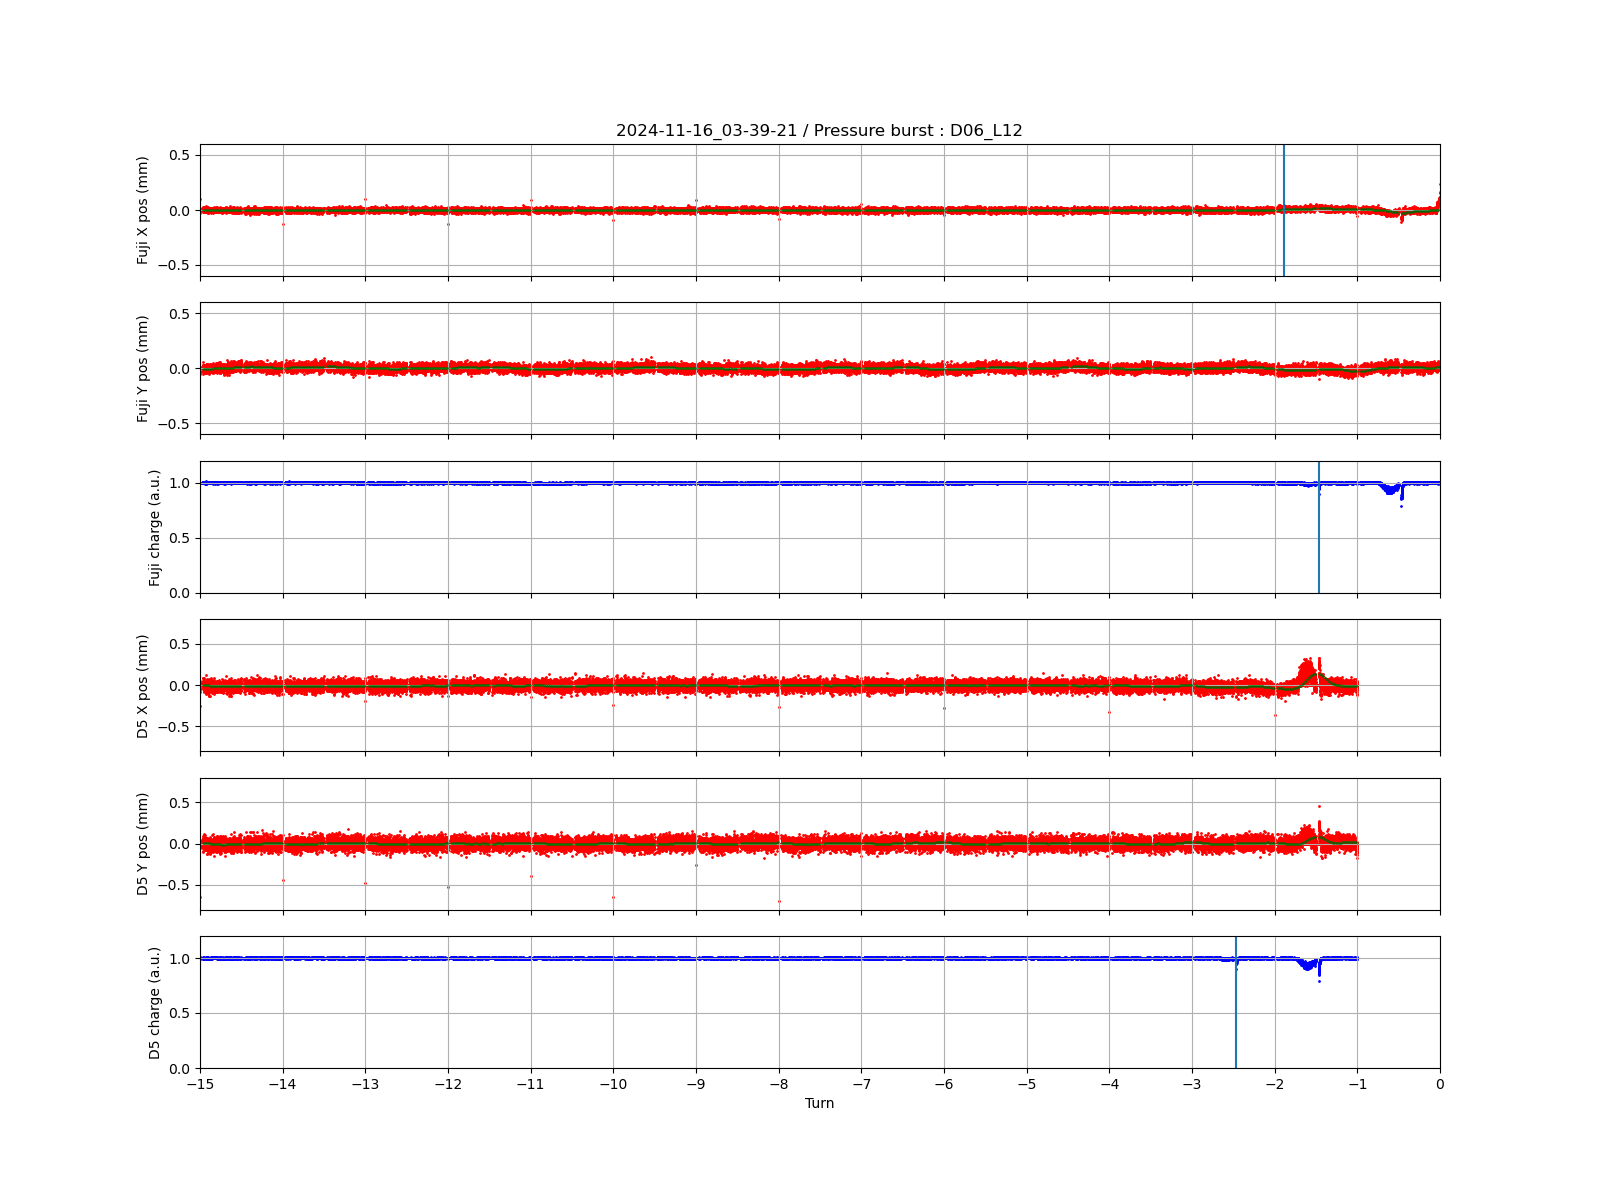 2024-11-16_03-39-21 / Pressure burst : D06_L12
0.5
0.0
−0.5
Fuji X pos (mm)
0.5
0.0
−0.5
Fuji Y pos (mm)
1.0
0.5
0.0
Fuji charge (a.u.)
0.5
0.0
−0.5
D5 X pos (mm)
0.5
0.0
−0.5
D5 Y pos (mm)
1.0
0.5
0.0
D5 charge (a.u.)
−15 −14 −13 −12 −11 −10 −9 −8 −7 −6 −5 −4 −3 −2 −1 0
Turn